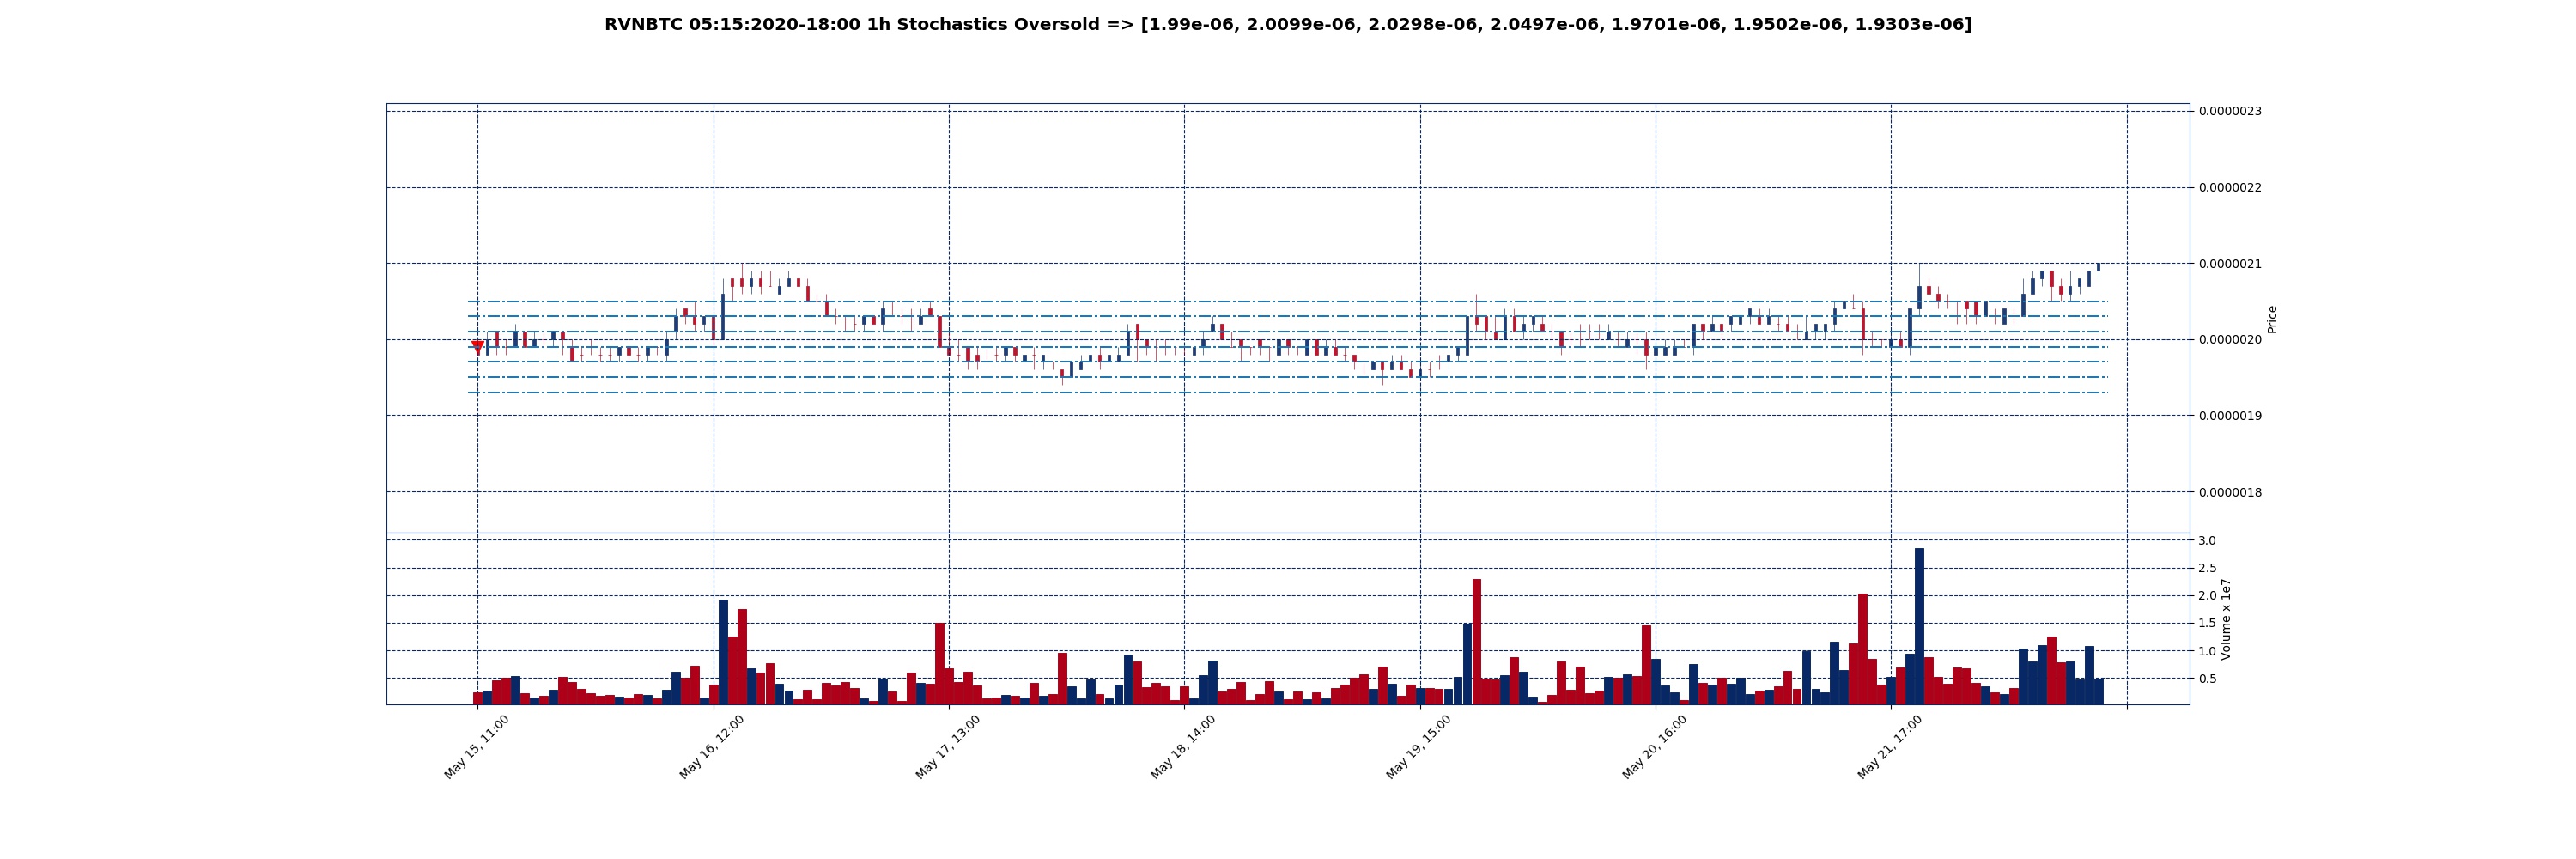 RVNBTC 05:15:2020-18:00 1h Stochastics Oversold => [1.99e-06, 2.0099e-06, 2.0298e-06, 2.0497e-06, 1.9701e-06, 1.9502e-06, 1.9303e-06]
0.0000023
0.0000022
0.0000021
0.0000020
0.0000019
0.0000018
Price
3.0
2.5
2.0
1.5
1.0
0.5
Volume x 1e7
May 15, 11:00
May 16, 12:00
May 17, 13:00
May 18, 14:00
May 19, 15:00
May 20, 16:00
May 21, 17:00